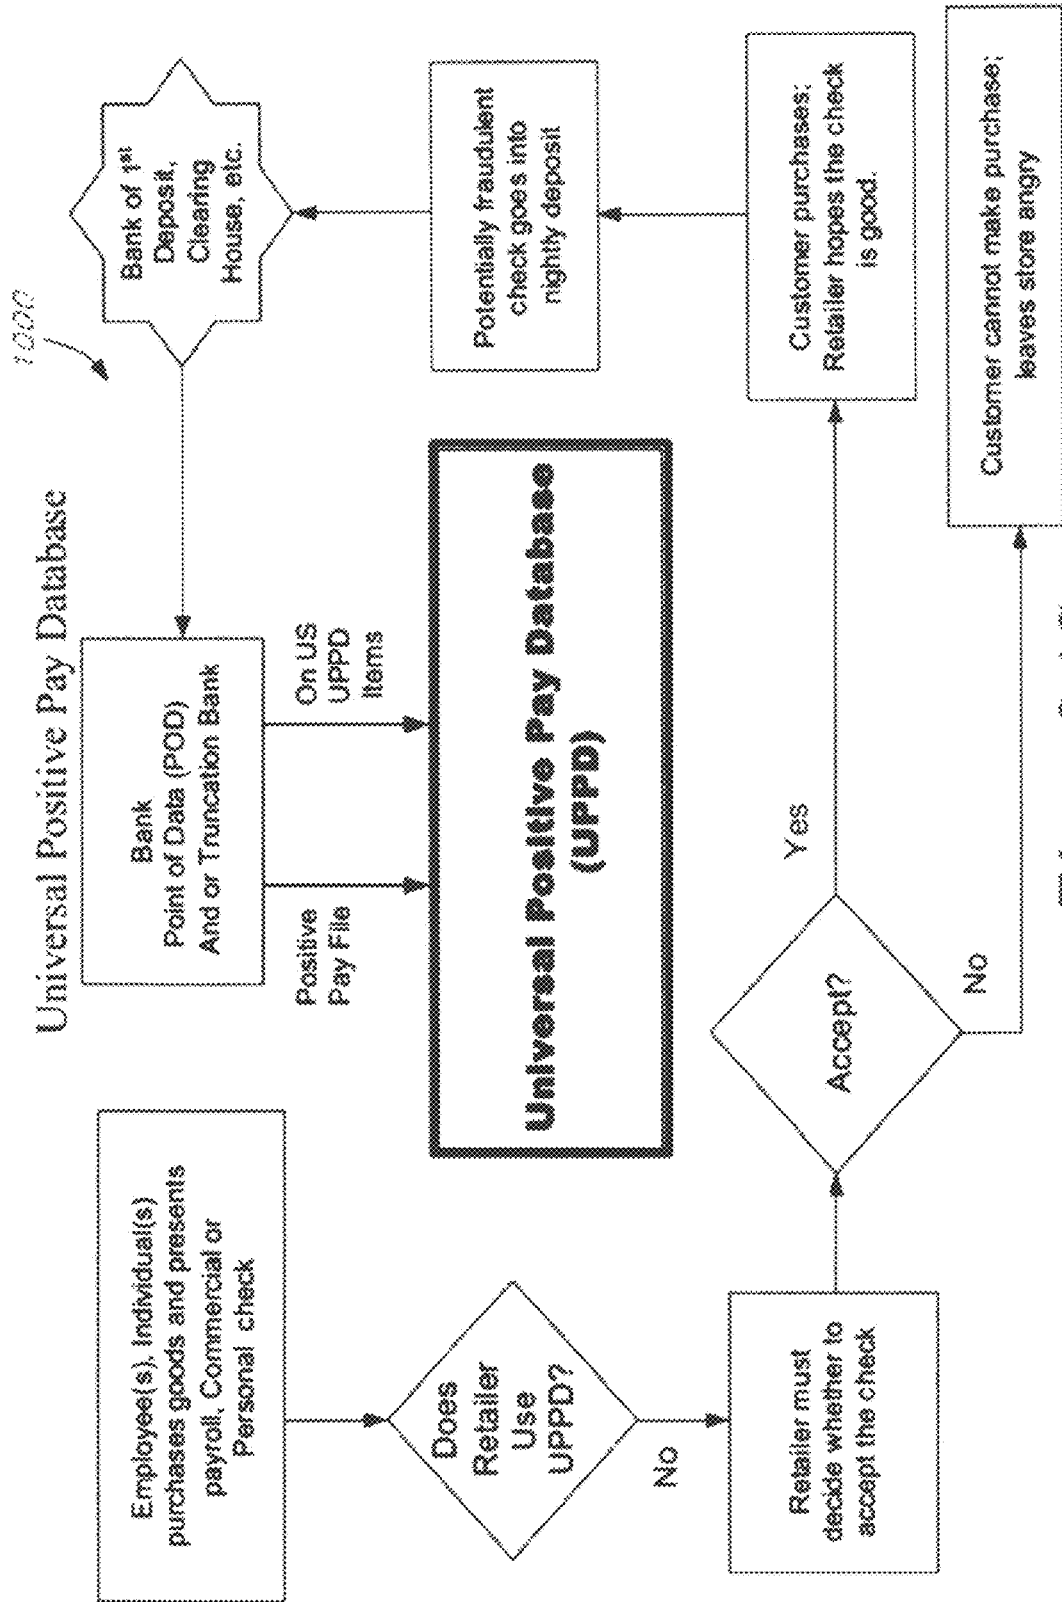 1000
Universal Positive Pay Database
Employee(s), Individual(s)
purchases goods and presents
payroll, Commercial or
Personal check
Bank
Point of Data (POD)
And or Truncation Bank
Bank of 1st
Deposit,
Clearing
House, etc.
Positive
Pay File
On US
UPPD
Items
Does
Retailer
Use
UPPD?
No
Universal Positive Pay Database
(UPPD)
Potentially fraudulent
check goes into
nightly deposit
Retailer must
decide whether to
accept the check
Accept?
Yes
No
Customer purchases;
Retailer hopes the check
is good.
Customer cannot make purchase;
leaves store angry